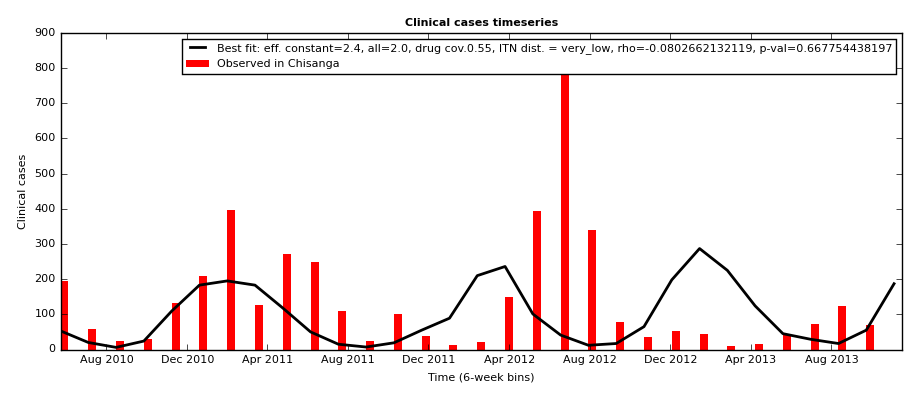 Clinical cases timeseries
Best fit: eff. constant=2.4, all=2.0, drug cov.0.55, ITN dist. = very_low, rho=-0.0802662132119, p-val=0.667754438197
Observed in Chisanga
900
800
700
600
500
400
300
200
100
0
Clinical cases
Aug 2010 Dec 2010 Apr 2011 Aug 2011 Dec 2011 Apr 2012 Aug 2012 Dec 2012 Apr 2013 Aug 2013
Time (6-week bins)